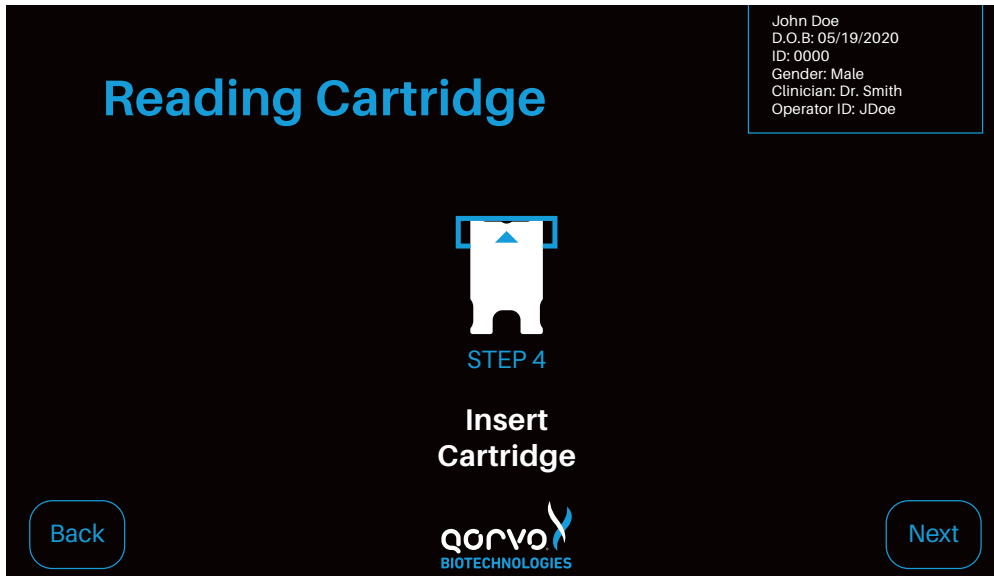 John Doe
D.O.B: 05/19/2020
ID: 0000
Gender: Male
Clinician: Dr. Smith
Operator ID: JDoe
Reading Cartridge
STEP 4
Insert
Cartridge
Back
QORVO
BIOTECHNOLOGIES
Next